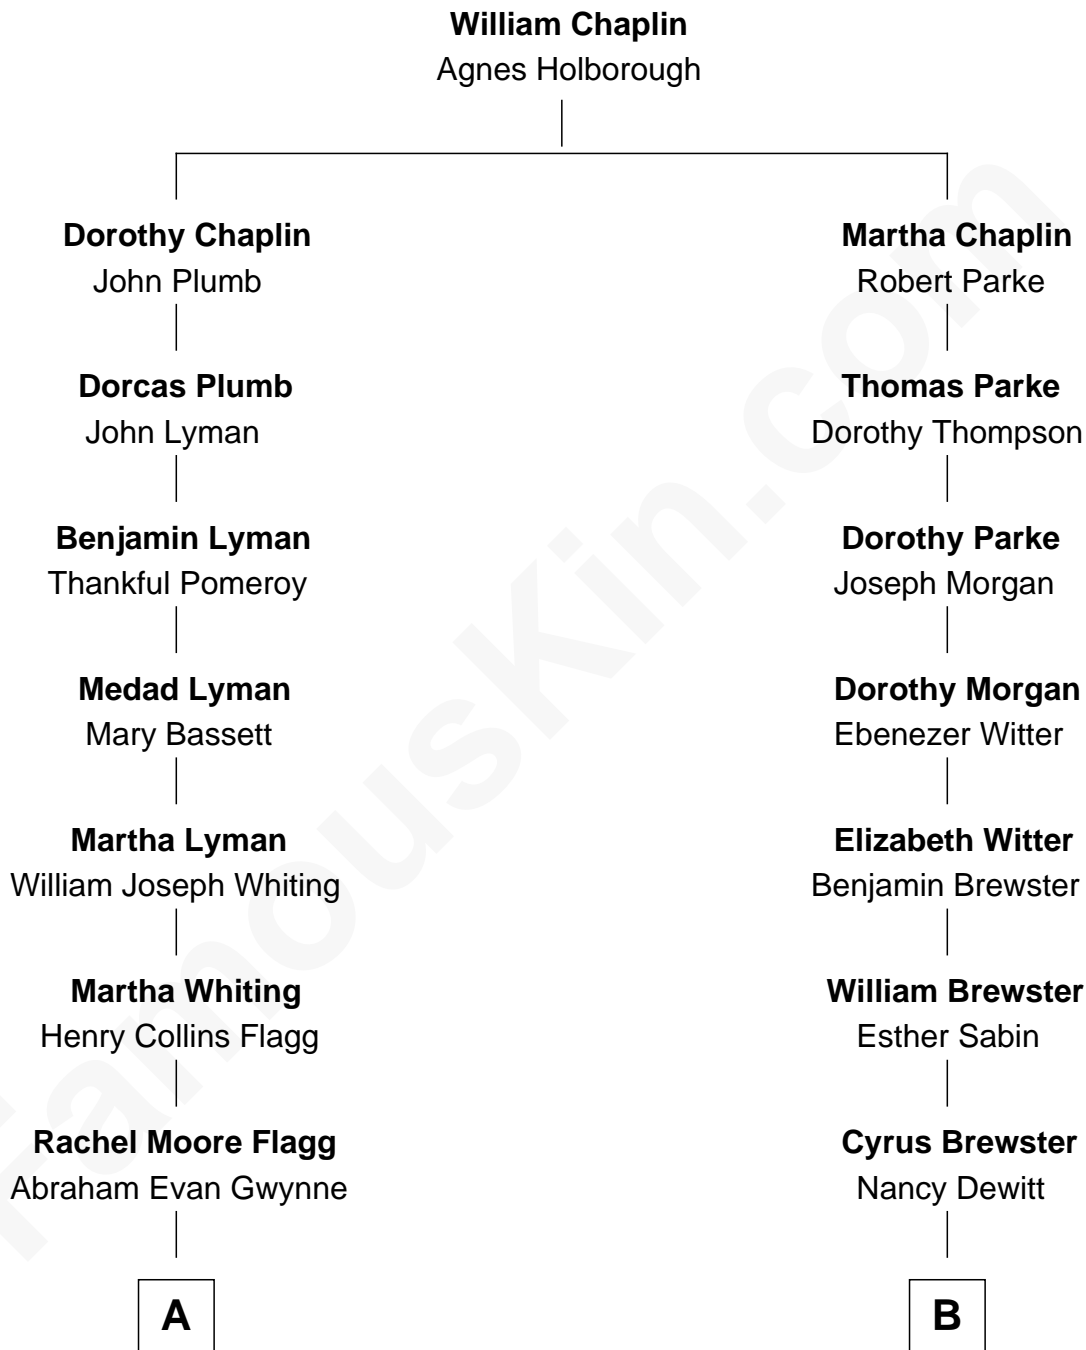 William Chaplin
Agnes Holborough
Dorothy Chaplin
John Plumb
Martha Chaplin
Robert Parke
Dorcas Plumb
John Lyman
Thomas Parke
Dorothy Thompson
Benjamin Lyman
Thankful Pomeroy
Dorothy Parke
Joseph Morgan
Medad Lyman
Mary Bassett
Dorothy Morgan
Ebenezer Witter
Martha Lyman
William Joseph Whiting
Elizabeth Witter
Benjamin Brewster
Martha Whiting
Henry Collins Flagg
William Brewster
Esther Sabin
Rachel Moore Flagg
Abraham Evan Gwynne
Cyrus Brewster
Nancy Dewitt
A
B
FamousKin.com